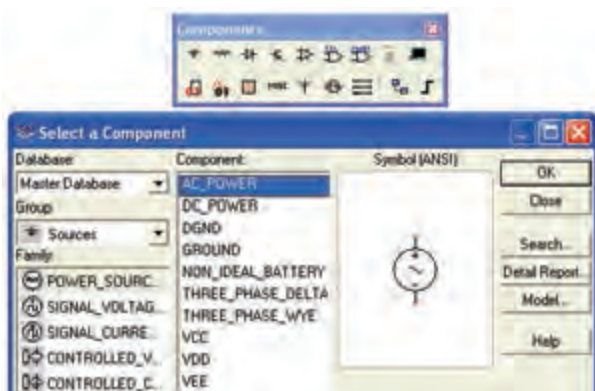 Components
MISC
Select a Component
Database:
Component:
Symbol (ANSI)
Master Database
Group:
Sources
Family:
POWER_SOURC...
SIGNAL_VOLTAG...
SIGNAL_CURRE...
CONTROLLED_V...
CONTROLLED_C...
AC_POWER
DC_POWER
DGND
GROUND
NON_IDEAL_BATTERY
THREE_PHASE_DELTA
THREE_PHASE_WYE
VCC
VDD
VEE
OK
Close
Search...
Detail Report...
Model...
Help